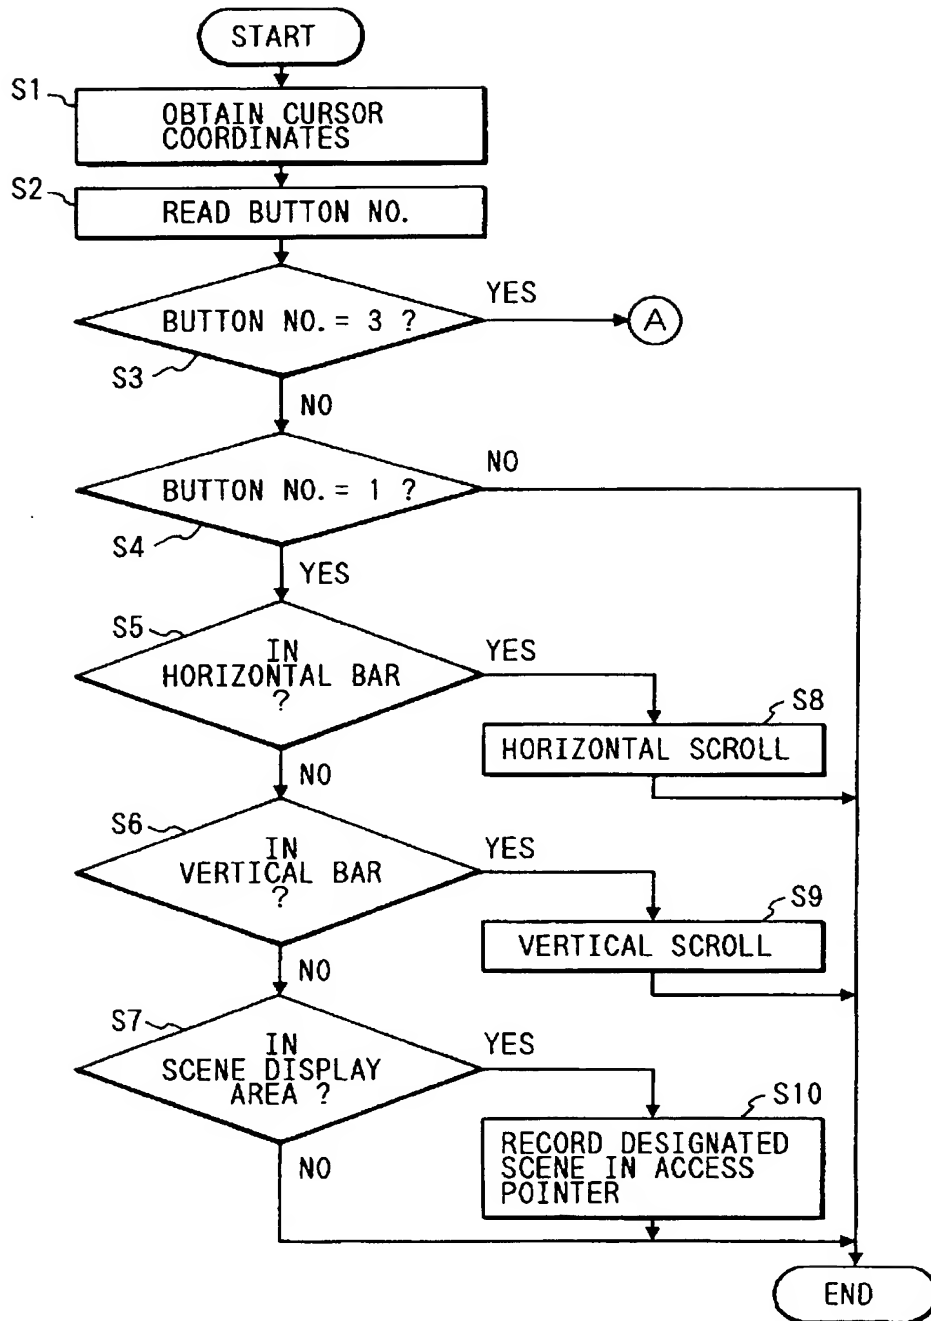 START
S1
OBTAIN CURSOR
COORDINATES
S2
READ BUTTON NO.
BUTTON NO. = 3 ?
YES
A
S3
NO
BUTTON NO. = 1 ?
NO
S4
YES
S5
IN
HORIZONTAL BAR
?
YES
S8
HORIZONTAL SCROLL
NO
S6
IN
VERTICAL BAR
?
YES
S9
VERTICAL SCROLL
NO
S7
IN
SCENE DISPLAY
AREA ?
YES
S10
RECORD DESIGNATED
SCENE IN ACCESS
POINTER
NO
END